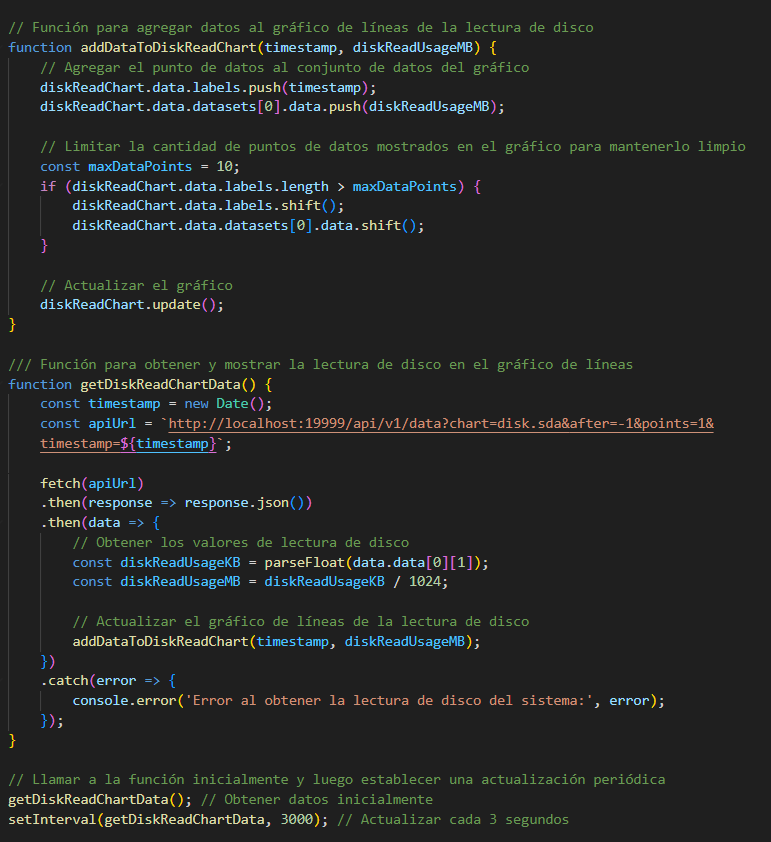 // Función para agregar datos al gráfico de líneas de la lectura de disco
function addDataToDiskReadChart(timestamp, diskReadUsageMB) {
    // Agregar el punto de datos al conjunto de datos del gráfico
    diskReadChart.data.labels.push(timestamp);
    diskReadChart.data.datasets[0].data.push(diskReadUsageMB);

    // Limitar la cantidad de puntos de datos mostrados en el gráfico para mantenerlo limpio
    const maxDataPoints = 10;
    if (diskReadChart.data.labels.length > maxDataPoints) {
        diskReadChart.data.labels.shift();
        diskReadChart.data.datasets[0].data.shift();
    }

    // Actualizar el gráfico
    diskReadChart.update();
}

/// Función para obtener y mostrar la lectura de disco en el gráfico de líneas
function getDiskReadChartData() {
    const timestamp = new Date();
    const apiUrl = `http://localhost:19999/api/v1/data?chart=disk.sda&after=-1&points=1&
    timestamp=${timestamp}`;

    fetch(apiUrl)
    .then(response => response.json())
    .then(data => {
        // Obtener los valores de lectura de disco
        const diskReadUsageKB = parseFloat(data.data[0][1]);
        const diskReadUsageMB = diskReadUsageKB / 1024;

        // Actualizar el gráfico de líneas de la lectura de disco
        addDataToDiskReadChart(timestamp, diskReadUsageMB);
    })
    .catch(error => {
        console.error('Error al obtener la lectura de disco del sistema:', error);
    });
}

// Llamar a la función inicialmente y luego establecer una actualización periódica
getDiskReadChartData(); // Obtener datos inicialmente
setInterval(getDiskReadChartData, 3000); // Actualizar cada 3 segundos